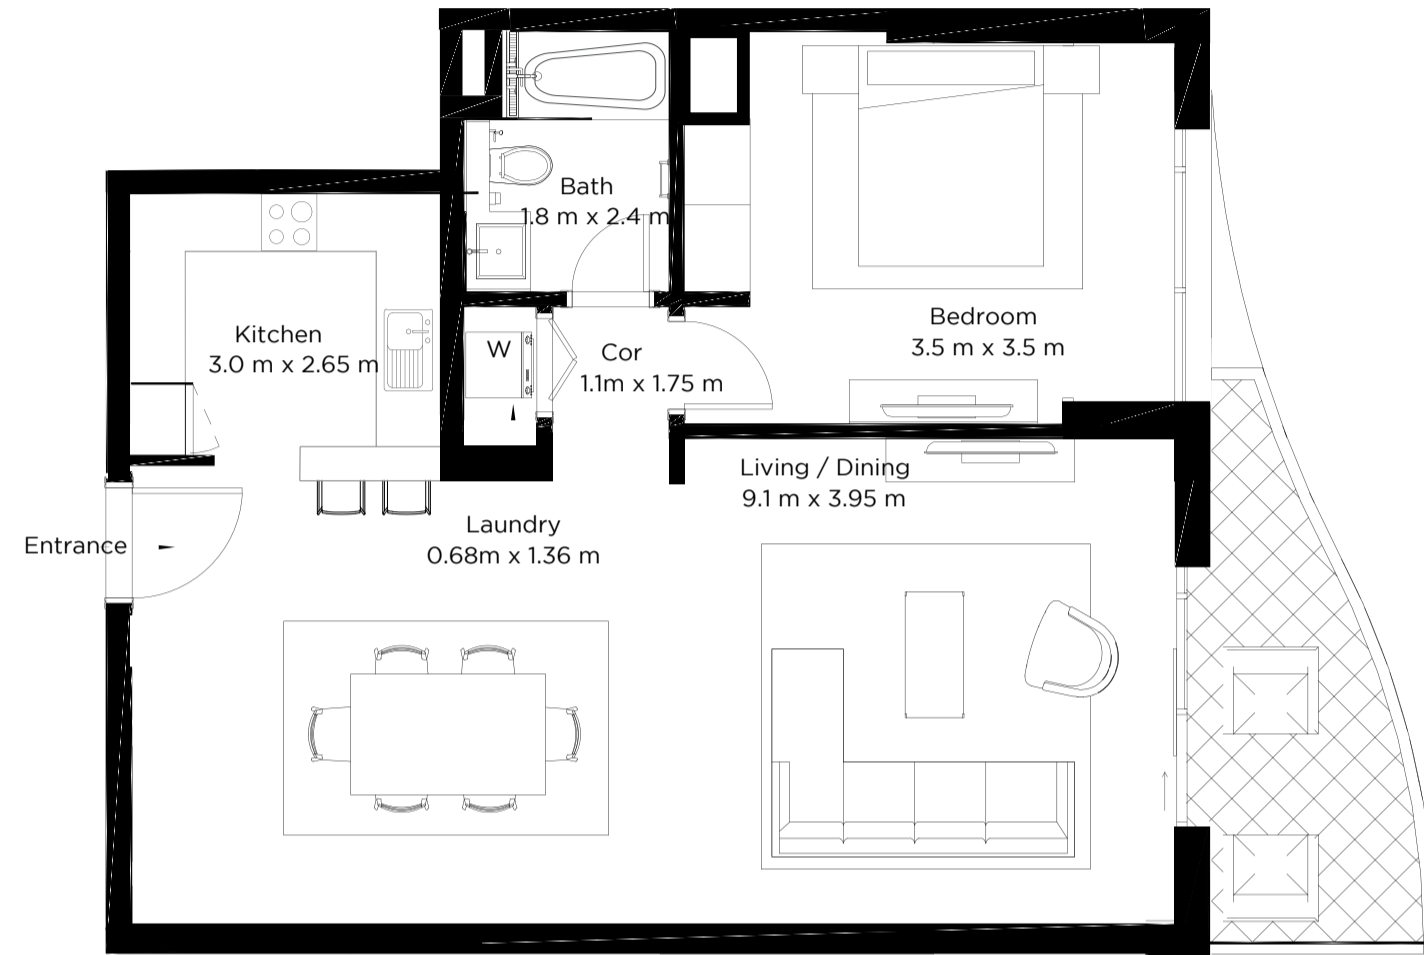 Bath
1.8 m x 2.4 m
Kitchen
3.0 m x 2.65 m
W
Cor
1.1m x 1.75 m
Bedroom
3.5 m x 3.5 m
Living / Dining
9.1 m x 3.95 m
Laundry
0.68m x 1.36 m
Entrance